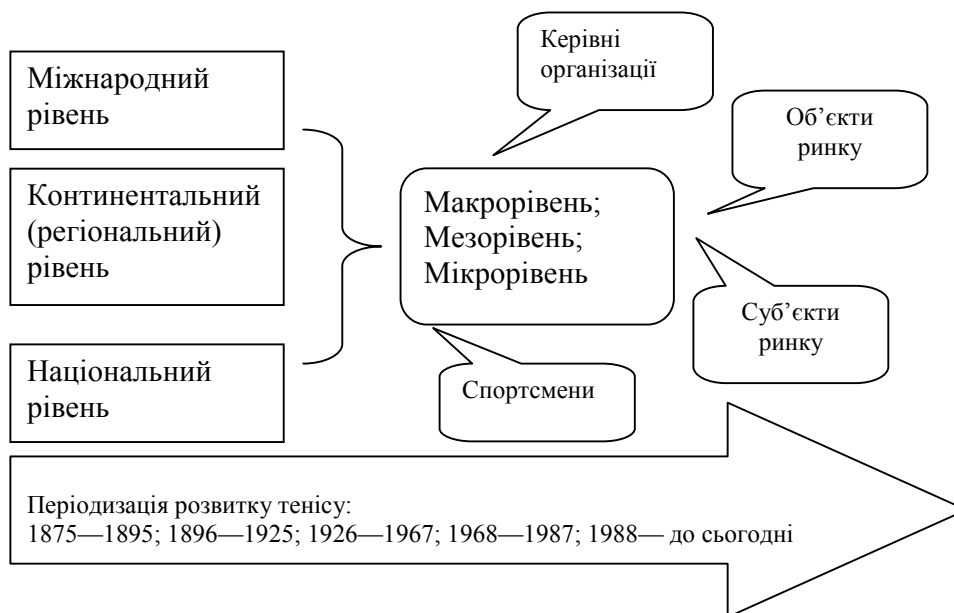 Міжнародний
рівень
Континентальний
(регіональний)
рівень
Національний
рівень
Макрорівень;
Мезорівень;
Мікрорівень
Керівні
організації
Об’єкти
ринку
Суб’єкти
ринку
Спортсмени
Періодизація розвитку тенісу:
1875—1895; 1896—1925; 1926—1967; 1968—1987; 1988— до сьогодні